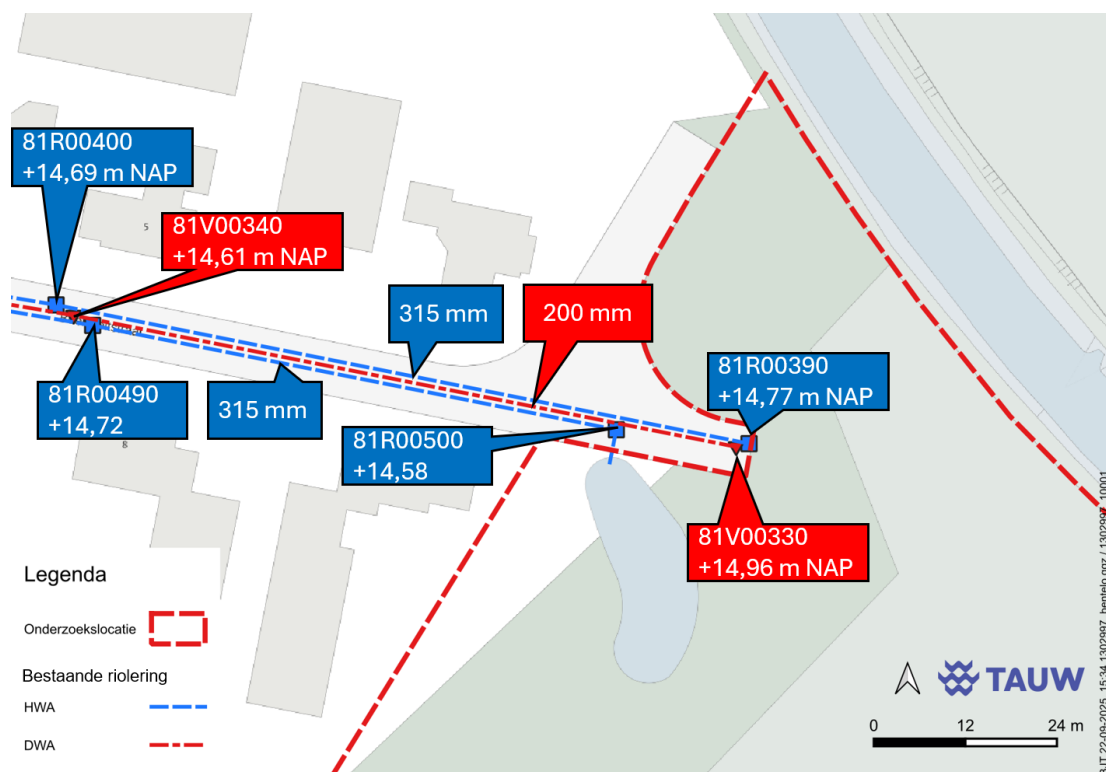 81R00400
+14,69 m NAP
81V00340
+14,61 m NAP
5
315 mm
200 mm
81R00390
+14,77 m NAP
81R00490
+14,72
315 mm
81R00500
+14,58
8
81V00330
+14,96 m NAP
Legenda
Onderzoekslocatie
Bestaande riolering
HWA
DWA
TAUW
0 12 24 m